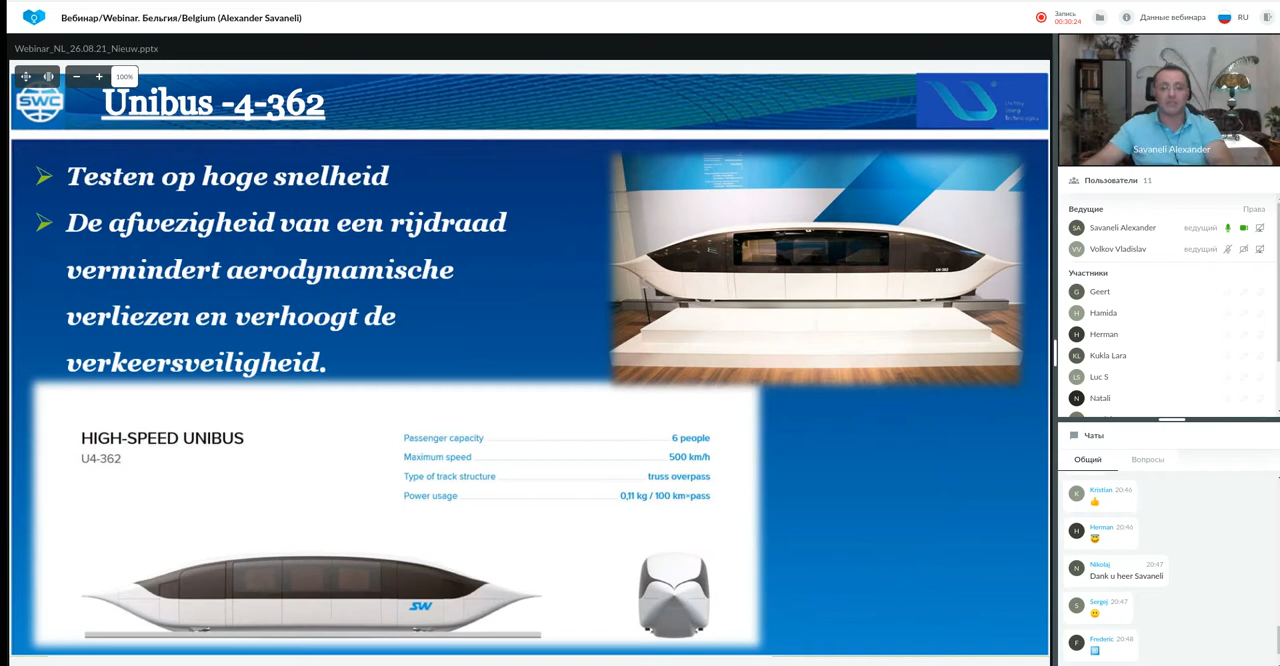 Вебинар/Webinar. Бельгия/Belgium (Alexander Savaneli)
Запись
00:30:24
Данные вебинара
RU
Webinar_NL_26.08.21_Nieuw.pptx
100%
SWC
Unibus -4-362
Testen op hoge snelheid
De afwezigheid van een rijdraad
vermindert aerodynamische
verliezen en verhoogt de
verkeersveiligheid.
HIGH-SPEED UNIBUS
U4-362
Passenger capacity 6 people
Maximum speed 500 km/h
Type of track structure truss overpass
Power usage 0,11 kg / 100 km×pass
SW
Savaneli Alexander
Пользователи 11
Ведущие Права
SA Savaneli Alexander ведущий
VV Volkov Vladislav ведущий
Участники
G Geert
H Hamida
H Herman
KL Kukla Lara
LS Luc S
N Natali
Чаты
Общий Вопросы
K Kristian 20:46
H Herman 20:46
N Nikolaj 20:47
Dank u heer Savaneli
S Sergej 20:47
F Frederic 20:48